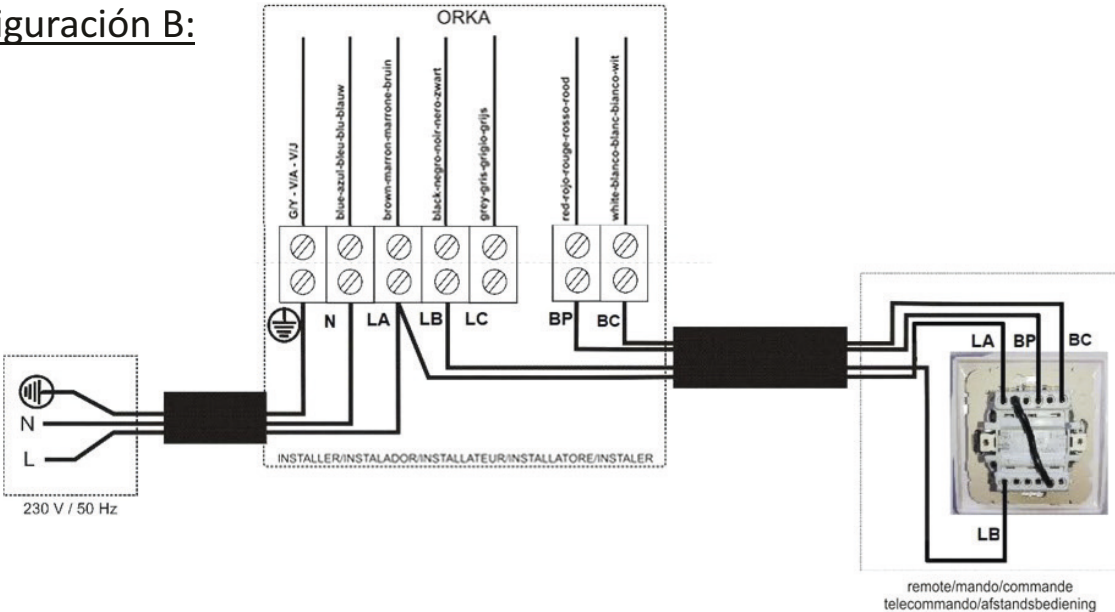 iguración B:
ORKA
G/Y - V/A - V/J
blue-azul-bleu-blu-blauw
brown-marron-marrone-bruin
black-negro-noir-nero-zwart
grey-gris-grigio-grijs
red-rojo-rouge-rosso-rood
white-blanco-blanc-bianco-wit
N LA LB LC BP BC
LA BP BC
N
L
INSTALLER/INSTALADOR/INSTALLATEUR/INSTALLATORE/INSTALER
230 V / 50 Hz
LB
remote/mando/commande
telecommando/afstandsbediening